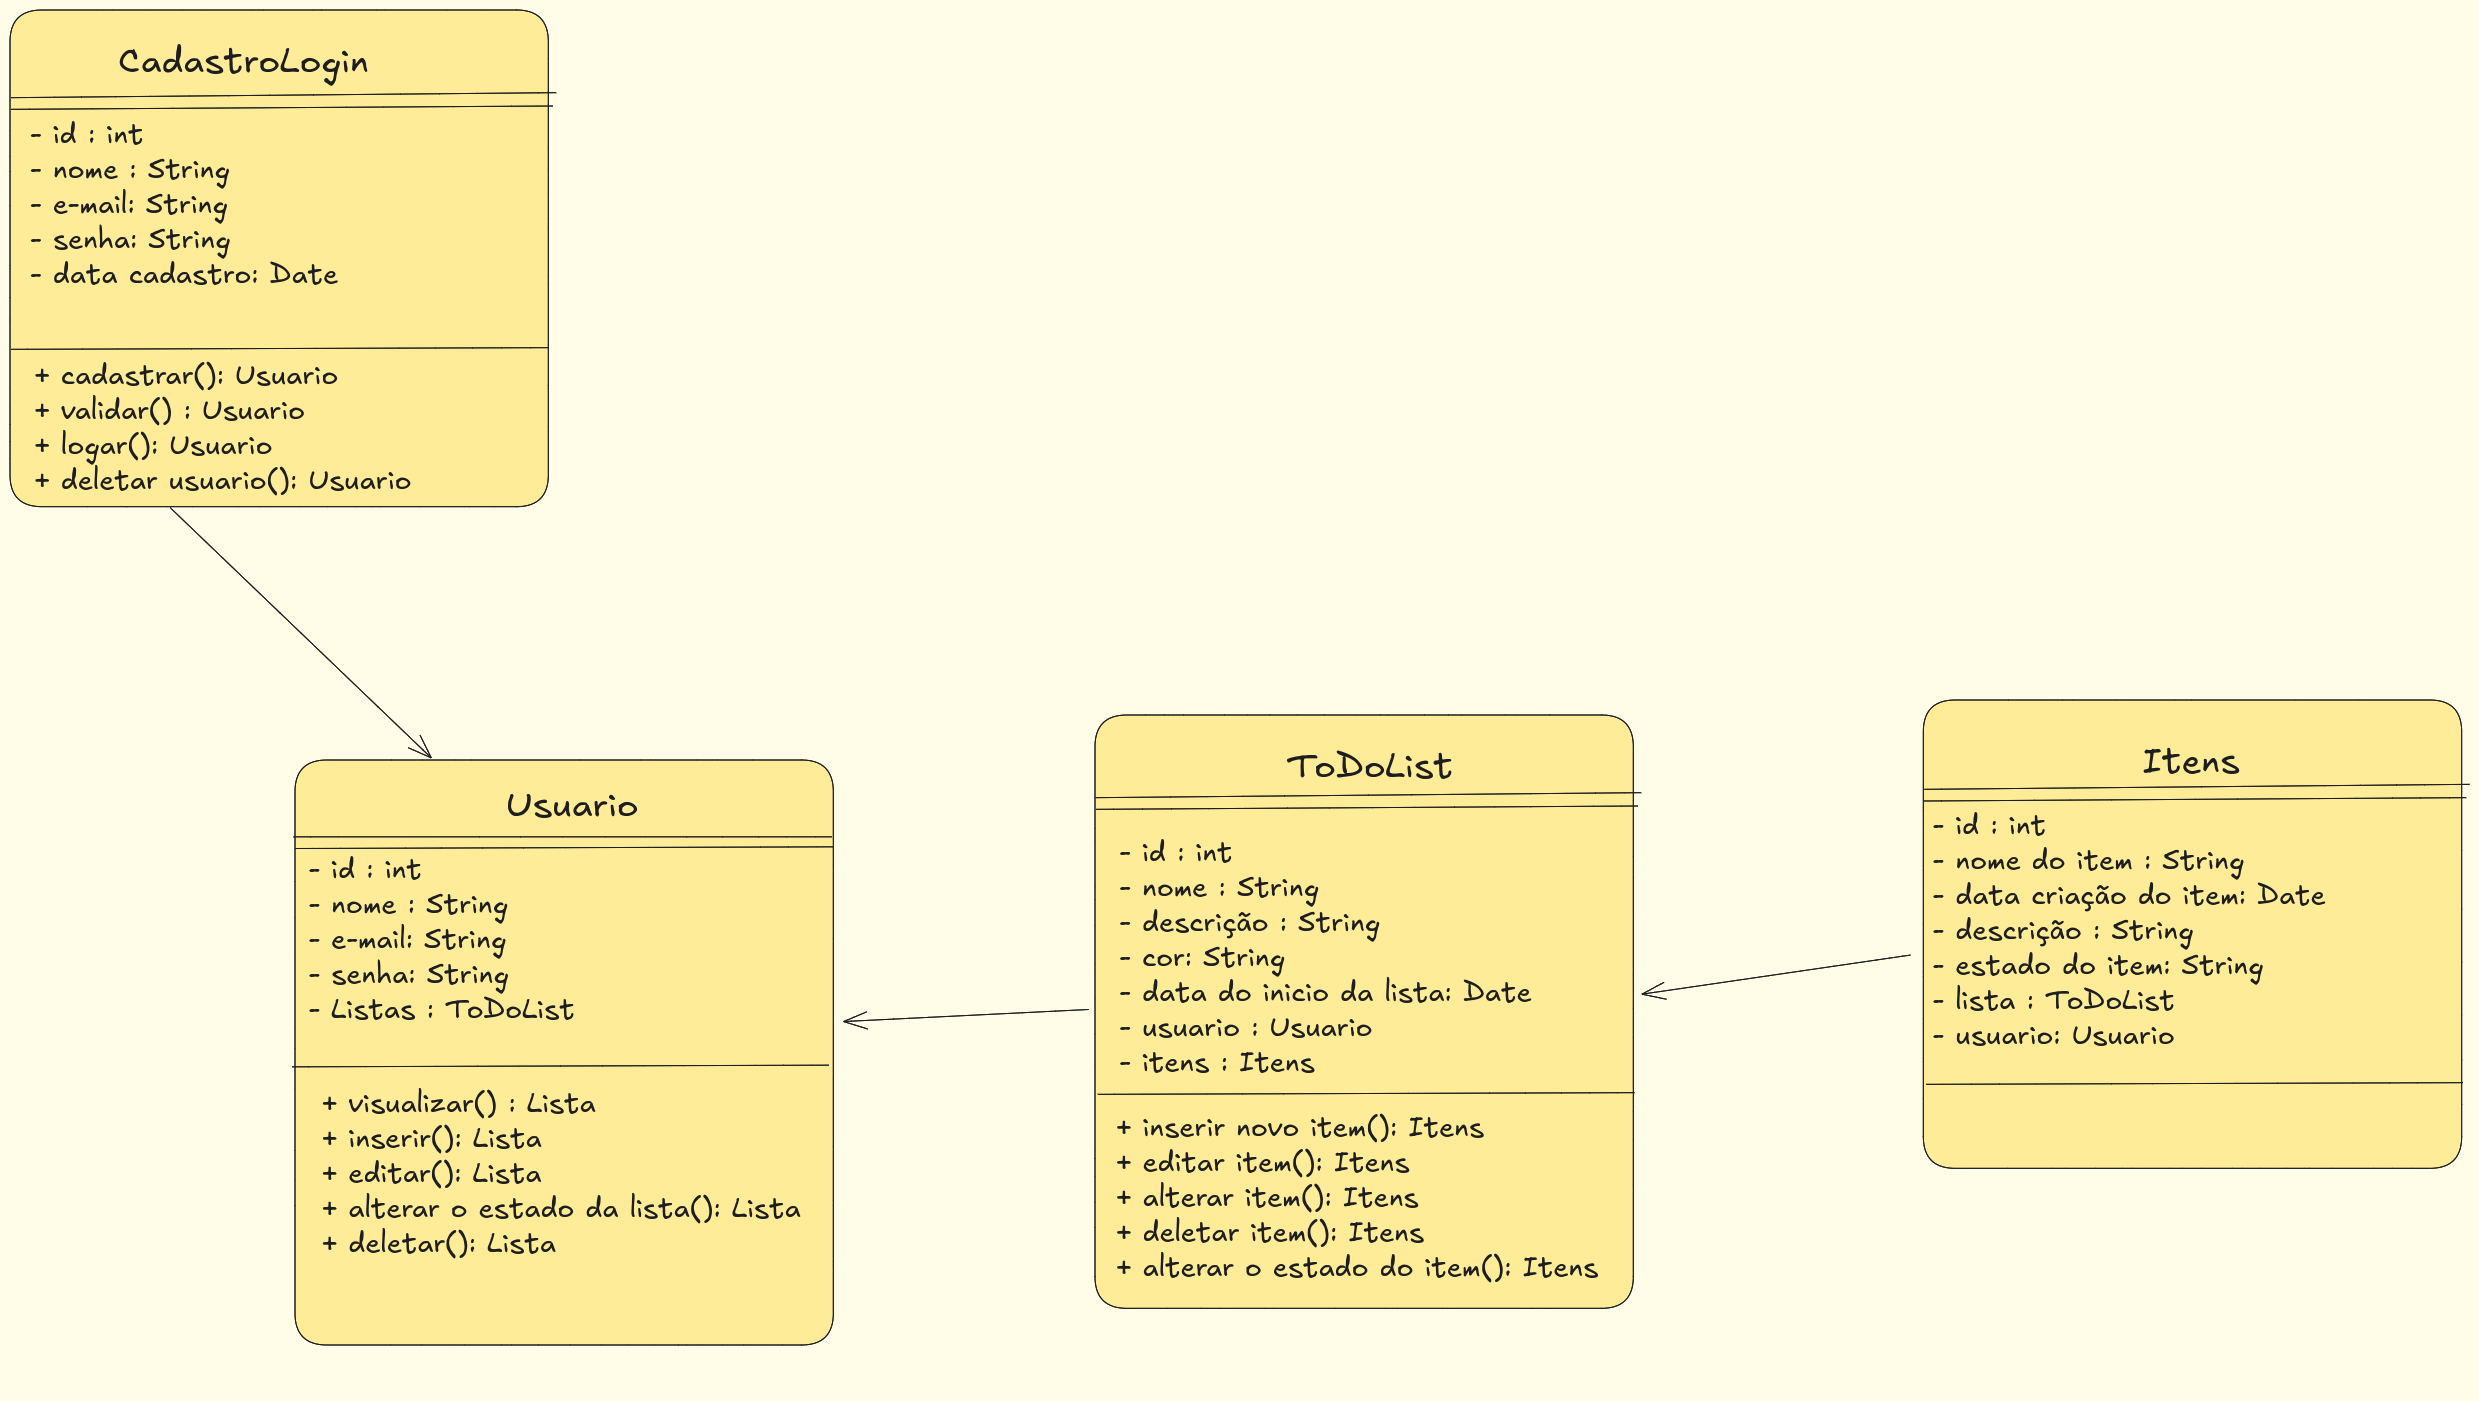 CadastroLogin
- id : int
- nome : String
- e-mail: String
- senha: String
- data cadastro: Date
+ cadastrar(): Usuario
+ validar() : Usuario
+ logar(): Usuario
+ deletar usuario(): Usuario
Usuario
- id : int
- nome : String
- e-mail: String
- senha: String
- Listas : ToDoList
+ visualizar() : Lista
+ inserir(): Lista
+ editar(): Lista
+ alterar o estado da lista(): Lista
+ deletar(): Lista
ToDoList
- id : int
- nome : String
- descrição : String
- cor: String
- data do inicio da lista: Date
- usuario : Usuario
- itens : Itens
+ inserir novo item(): Itens
+ editar item(): Itens
+ alterar item(): Itens
+ deletar item(): Itens
+ alterar o estado do item(): Itens
Itens
- id : int
- nome do item : String
- data criação do item: Date
- descrição : String
- estado do item: String
- lista : ToDoList
- usuario: Usuario